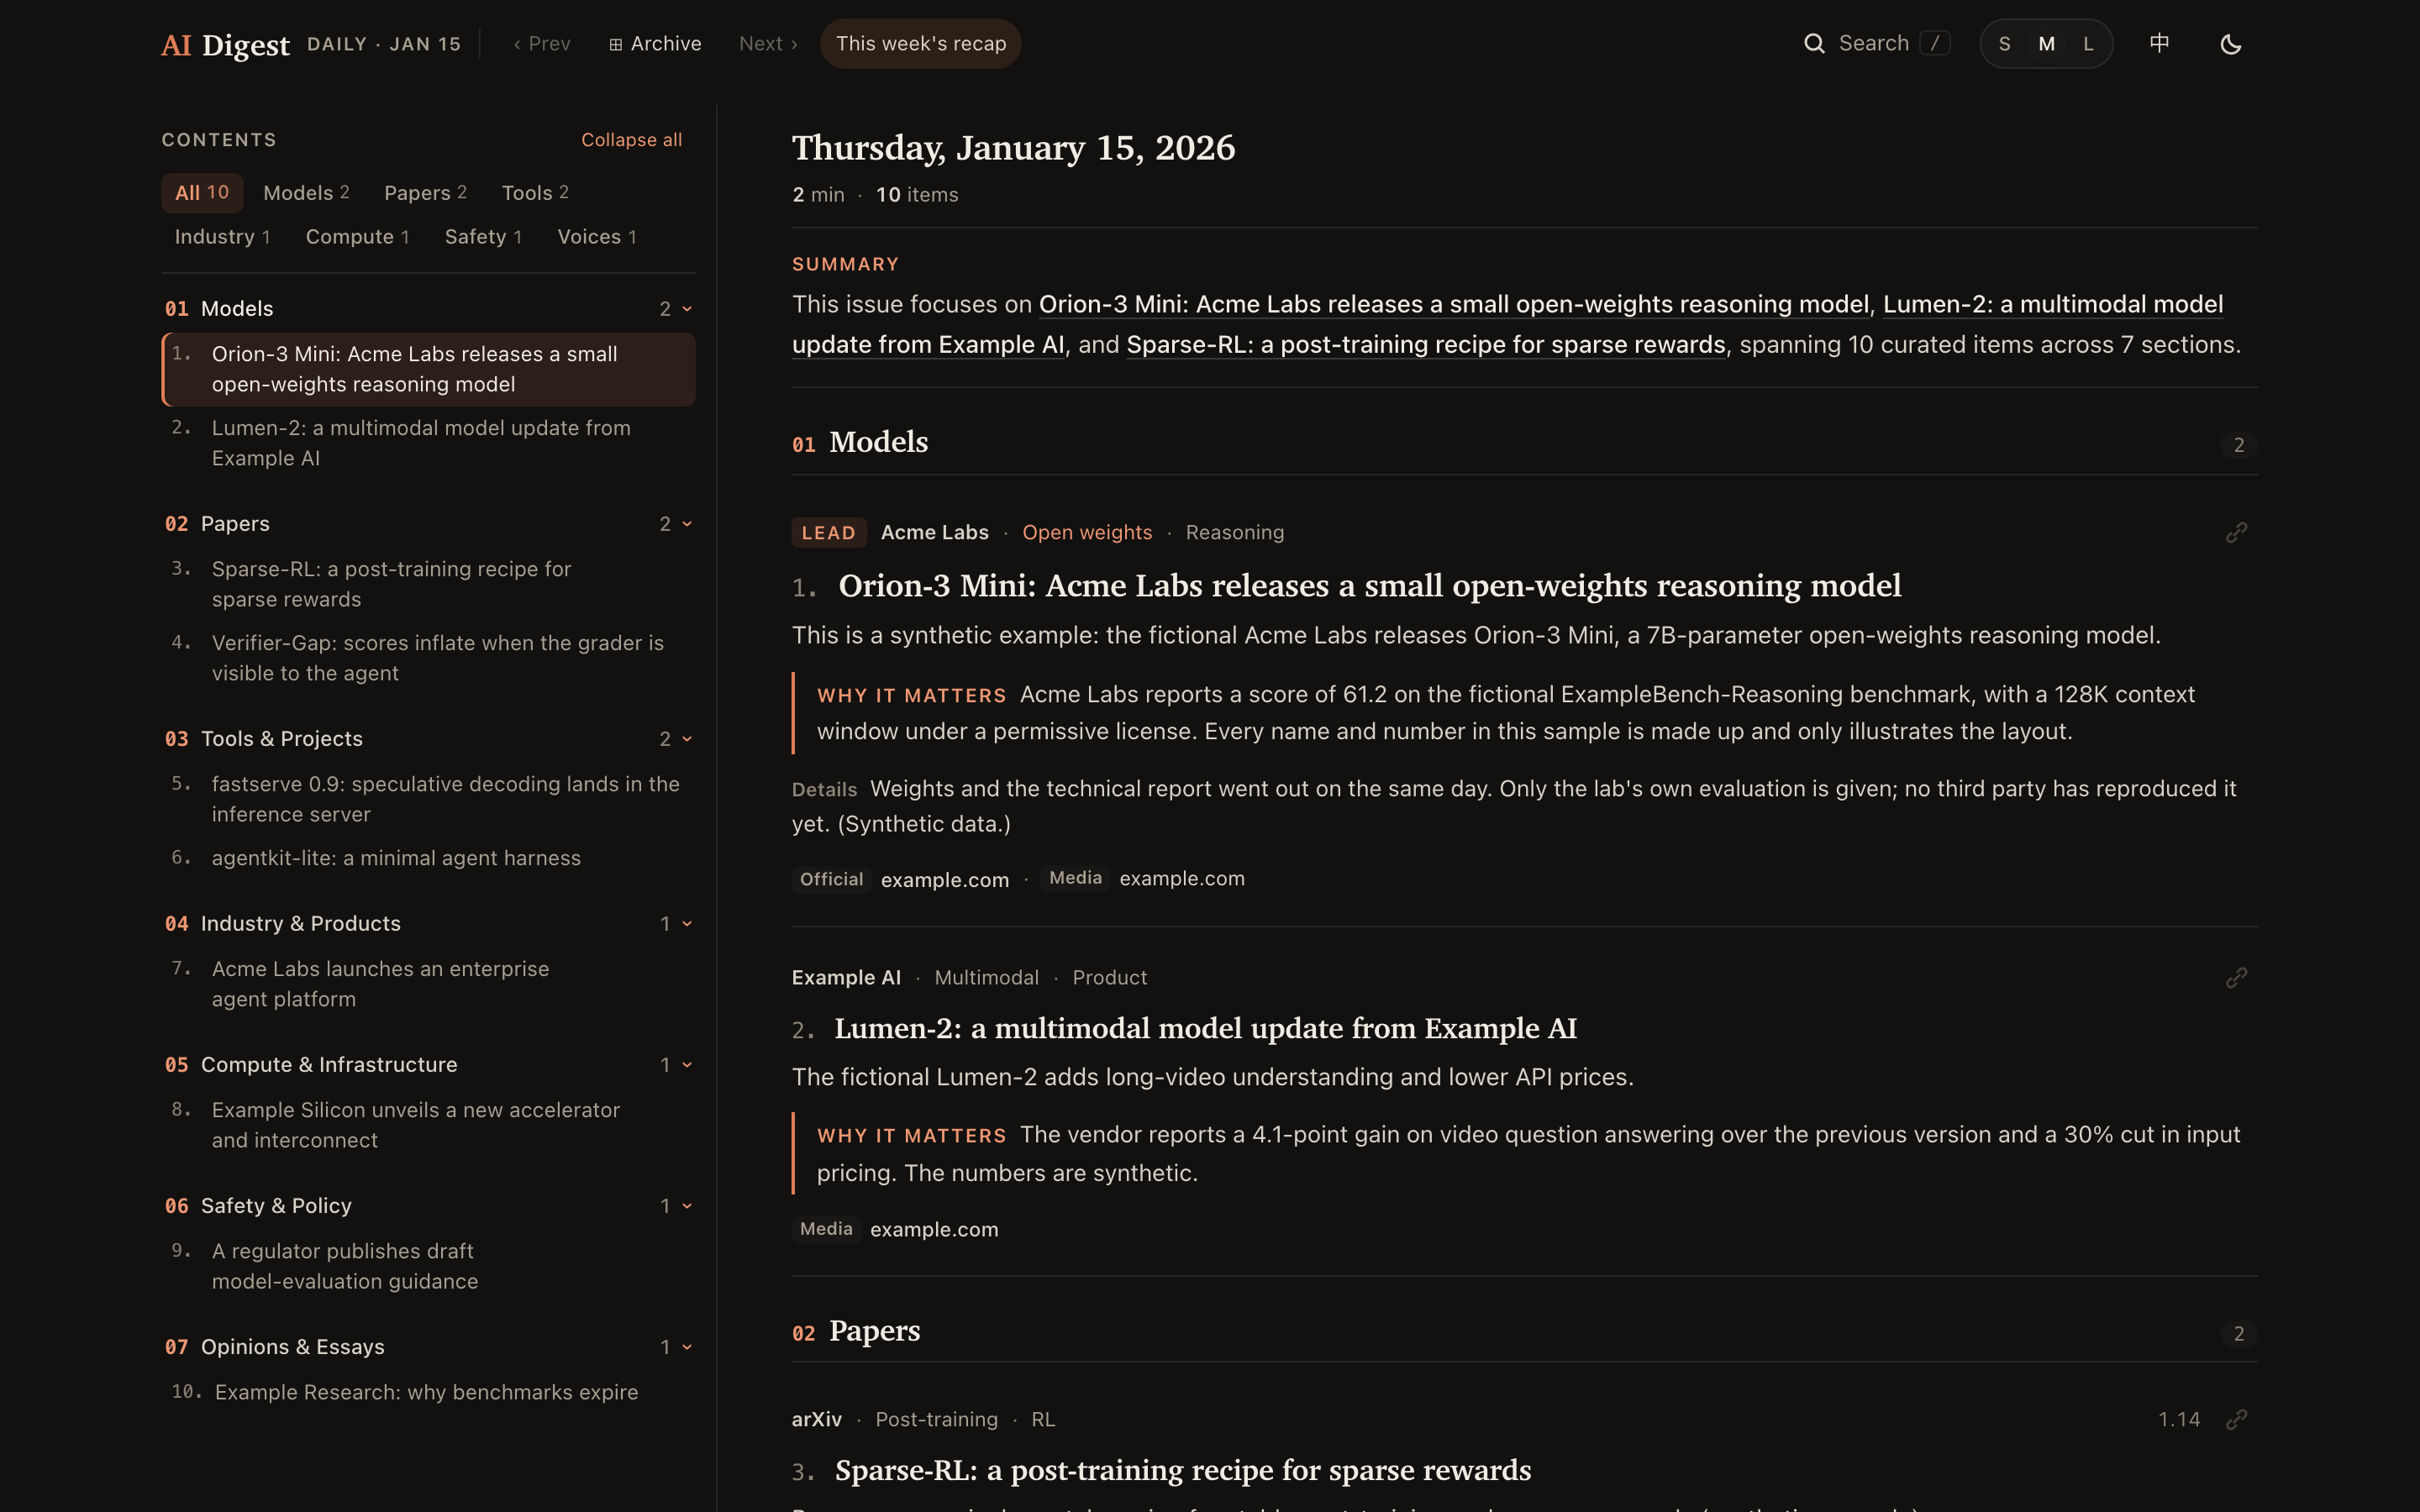 AI Digest DAILY · JAN 15 ‹ Prev Archive Next › This week's recap Search / S M L 中
CONTENTS Collapse all
All 10 Models 2 Papers 2 Tools 2
Industry 1 Compute 1 Safety 1 Voices 1
01 Models 2
1. Orion-3 Mini: Acme Labs releases a small
open-weights reasoning model
2. Lumen-2: a multimodal model update from
Example AI
02 Papers 2
3. Sparse-RL: a post-training recipe for
sparse rewards
4. Verifier-Gap: scores inflate when the grader is
visible to the agent
03 Tools & Projects 2
5. fastserve 0.9: speculative decoding lands in the
inference server
6. agentkit-lite: a minimal agent harness
04 Industry & Products 1
7. Acme Labs launches an enterprise
agent platform
05 Compute & Infrastructure 1
8. Example Silicon unveils a new accelerator
and interconnect
06 Safety & Policy 1
9. A regulator publishes draft
model-evaluation guidance
07 Opinions & Essays 1
10. Example Research: why benchmarks expire
Thursday, January 15, 2026
2 min · 10 items
SUMMARY
This issue focuses on Orion-3 Mini: Acme Labs releases a small open-weights reasoning model, Lumen-2: a multimodal model
update from Example AI, and Sparse-RL: a post-training recipe for sparse rewards, spanning 10 curated items across 7 sections.
01 Models 2
LEAD Acme Labs · Open weights · Reasoning
1. Orion-3 Mini: Acme Labs releases a small open-weights reasoning model
This is a synthetic example: the fictional Acme Labs releases Orion-3 Mini, a 7B-parameter open-weights reasoning model.
WHY IT MATTERS Acme Labs reports a score of 61.2 on the fictional ExampleBench-Reasoning benchmark, with a 128K context
window under a permissive license. Every name and number in this sample is made up and only illustrates the layout.
Details Weights and the technical report went out on the same day. Only the lab's own evaluation is given; no third party has reproduced it
yet. (Synthetic data.)
Official example.com · Media example.com
Example AI · Multimodal · Product
2. Lumen-2: a multimodal model update from Example AI
The fictional Lumen-2 adds long-video understanding and lower API prices.
WHY IT MATTERS The vendor reports a 4.1-point gain on video question answering over the previous version and a 30% cut in input
pricing. The numbers are synthetic.
Media example.com
02 Papers 2
arXiv · Post-training · RL 1.14
3. Sparse-RL: a post-training recipe for sparse rewards